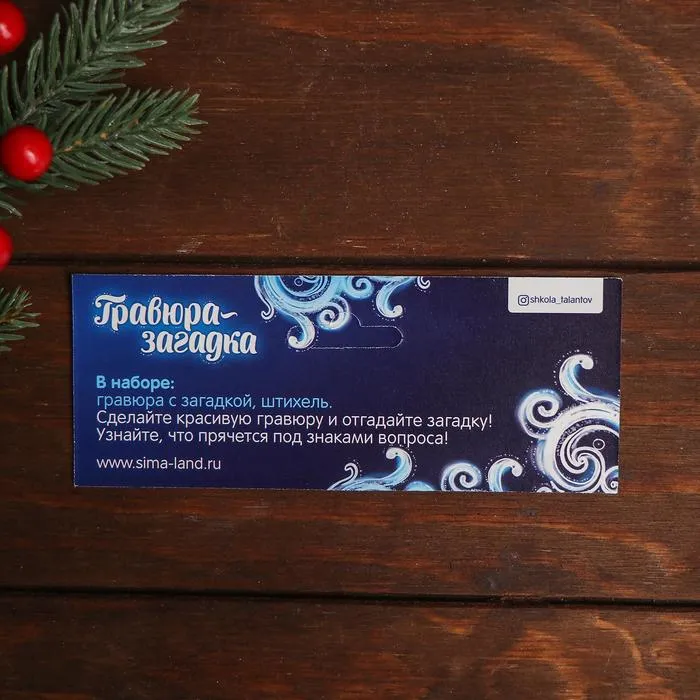 shkola_talantov
Гравюра-
загадка
В наборе:
гравюра с загадкой, штихель.
Сделайте красивую гравюру и отгадайте загадку!
Узнайте, что прячется под знаками вопроса!
www.sima-land.ru